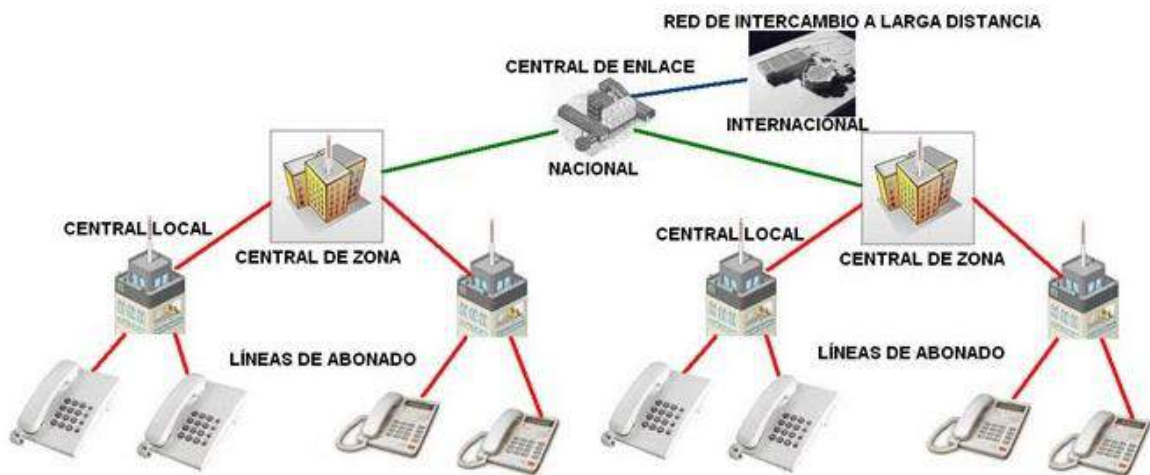 RED DE INTERCAMBIO A LARGA DISTANCIA
CENTRAL DE ENLACE
INTERNACIONAL
NACIONAL
CENTRAL LOCAL
CENTRAL DE ZONA
CENTRAL LOCAL
CENTRAL DE ZONA
LÍNEAS DE ABONADO
LÍNEAS DE ABONADO